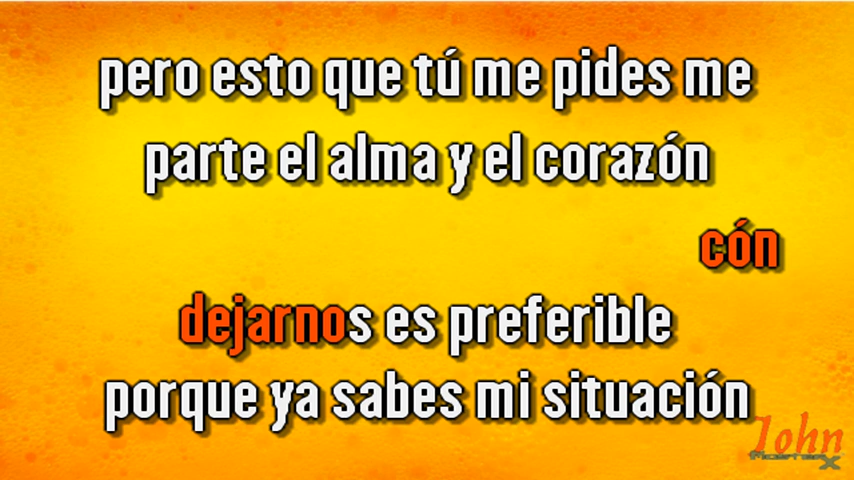 pero esto que tú me pides me
parte el alma y el corazón
cón
dejarnos es preferible
porque ya sabes mi situación
John